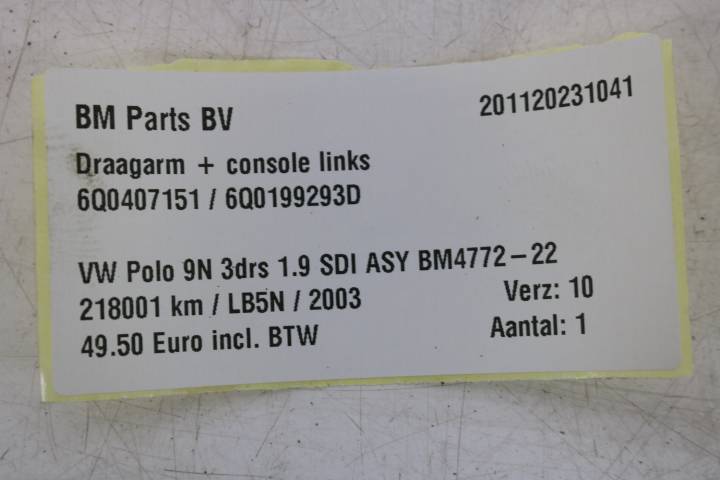 BM Parts BV 201120231041
Draagarm + console links
6Q0407151 / 6Q0199293D
VW Polo 9N 3drs 1.9 SDI ASY BM4772-22
218001 km / LB5N / 2003 Verz: 10
49.50 Euro incl. BTW Aantal: 1